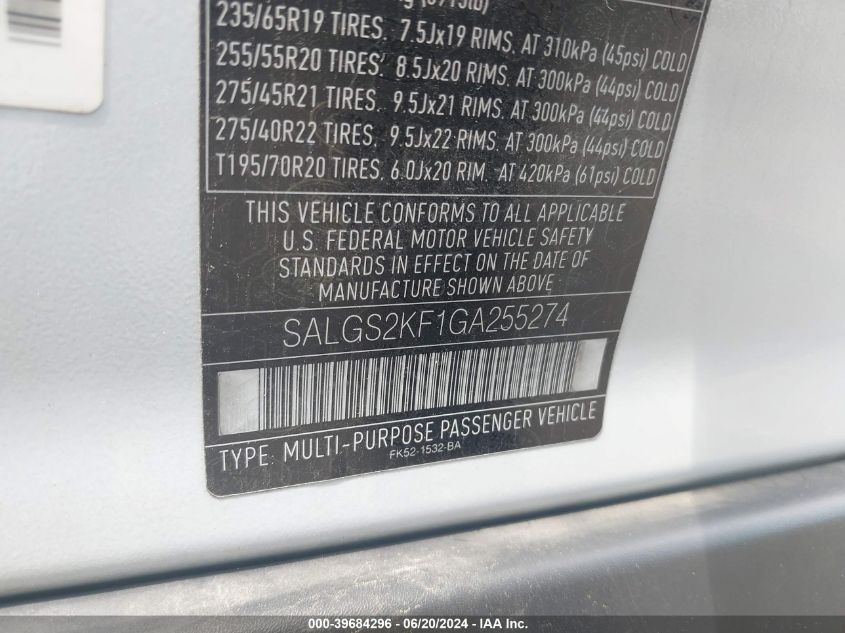 235/65R19 TIRES, 7.5Jx19 RIMS, AT 310kPa (45psi) COLD
255/55R20 TIRES, 8.5Jx20 RIMS, AT 300kPa (44psi) COLD
275/45R21 TIRES, 9.5Jx21 RIMS, AT 300kPa (44psi) COLD
275/40R22 TIRES, 9.5Jx22 RIMS, AT 300kPa (44psi) COLD
T195/70R20 TIRES, 6.0Jx20 RIM, AT 420kPa (61psi) COLD
THIS VEHICLE CONFORMS TO ALL APPLICABLE
U.S. FEDERAL MOTOR VEHICLE SAFETY
STANDARDS IN EFFECT ON THE DATE OF
MANUFACTURE SHOWN ABOVE
SALGS2KF1GA255274
TYPE: MULTI-PURPOSE PASSENGER VEHICLE
FK52-1532-BA
000-39684296 - 06/20/2024 - IAA, Inc.